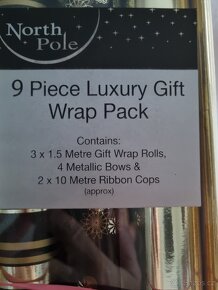 North
Pole
9 Piece Luxury Gift
Wrap Pack
Contains:
3 x 1.5 Metre Gift Wrap Rolls,
4 Metallic Bows &
2 x 10 Metre Ribbon Cops
(approx)